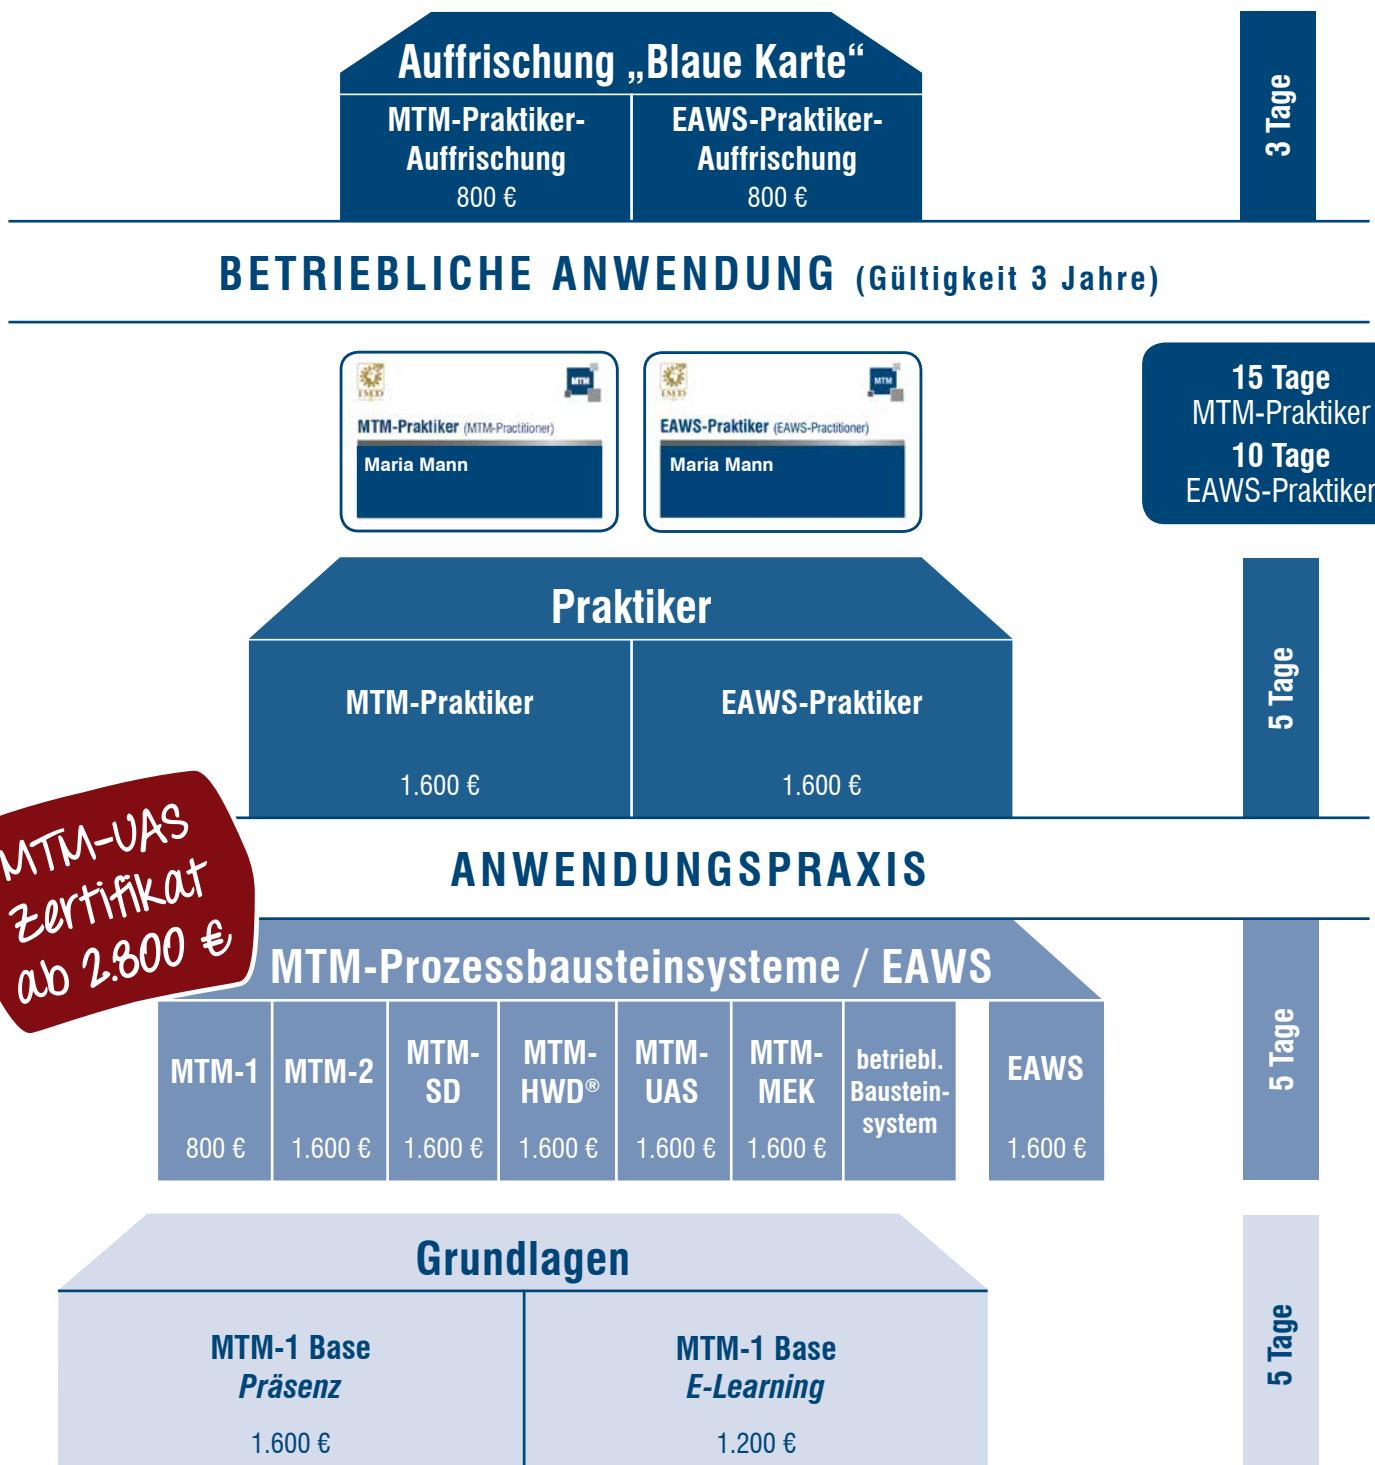 Auffrischung „Blaue Karte“
MTM-Praktiker-
Auffrischung
800 €
EAWS-Praktiker-
Auffrischung
800 €
3 Tage
BETRIEBLICHE ANWENDUNG (Gültigkeit 3 Jahre)
IMD
MTM
MTM-Praktiker (MTM-Practitioner)
Maria Mann
IMD
MTM
EAWS-Praktiker (EAWS-Practitioner)
Maria Mann
15 Tage
MTM-Praktiker
10 Tage
EAWS-Praktiker
Praktiker
MTM-Praktiker
1.600 €
EAWS-Praktiker
1.600 €
5 Tage
MTM-UAS
Zertifikat
ab 2.800 €
ANWENDUNGSPRAXIS
MTM-Prozessbausteinsysteme / EAWS
MTM-1
800 €
MTM-2
1.600 €
MTM-
SD
1.600 €
MTM-
HWD®
1.600 €
MTM-
UAS
1.600 €
MTM-
MEK
1.600 €
betriebl.
Baustein-
system
EAWS
1.600 €
5 Tage
Grundlagen
MTM-1 Base
Präsenz
1.600 €
MTM-1 Base
E-Learning
1.200 €
5 Tage